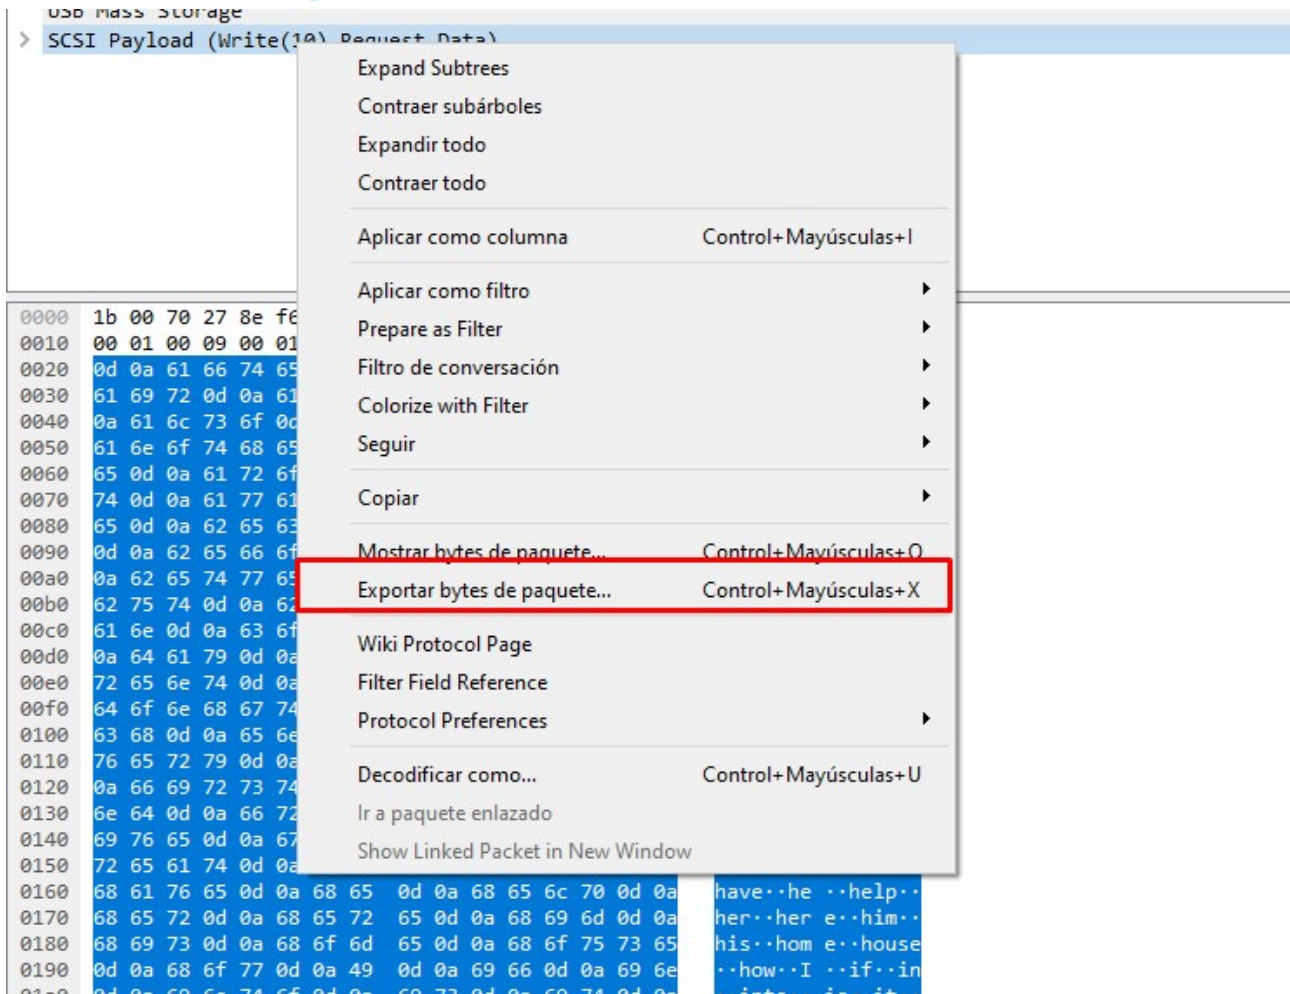 USB Mass Storage
SCSI Payload (Write(10) Request Data)
Expand Subtrees
Contraer subárboles
Expandir todo
Contraer todo
Aplicar como columna Control+Mayúsculas+I
Aplicar como filtro
Prepare as Filter
Filtro de conversación
Colorize with Filter
Seguir
Copiar
Mostrar bytes de paquete... Control+Mayúsculas+O
Exportar bytes de paquete... Control+Mayúsculas+X
Wiki Protocol Page
Filter Field Reference
Protocol Preferences
Decodificar como... Control+Mayúsculas+U
Ir a paquete enlazado
Show Linked Packet in New Window
0000 1b 00 70 27 8e f6
0010 00 01 00 09 00 01
0020 0d 0a 61 66 74 65
0030 61 69 72 0d 0a 61
0040 0a 61 6c 73 6f 0d
0050 61 6e 6f 74 68 65
0060 65 0d 0a 61 72 6f
0070 74 0d 0a 61 77 61
0080 65 0d 0a 62 65 63
0090 0d 0a 62 65 66 6f
00a0 0a 62 65 74 77 65
00b0 62 75 74 0d 0a 62
00c0 61 6e 0d 0a 63 6f
00d0 0a 64 61 79 0d 0a
00e0 72 65 6e 74 0d 0a
00f0 64 6f 6e 68 67 74
0100 63 68 0d 0a 65 6e
0110 76 65 72 79 0d 0a
0120 0a 66 69 72 73 74
0130 6e 64 0d 0a 66 72
0140 69 76 65 0d 0a 67
0150 72 65 61 74 0d 0a
0160 68 61 76 65 0d 0a 68 65 0d 0a 68 65 6c 70 0d 0a have··he ··help··
0170 68 65 72 0d 0a 68 65 72 65 0d 0a 68 69 6d 0d 0a her··her e··him··
0180 68 69 73 0d 0a 68 6f 6d 65 0d 0a 68 6f 75 73 65 his··hom e··house
0190 0d 0a 68 6f 77 0d 0a 49 0d 0a 69 66 0d 0a 69 6e ··how··I ··if··in